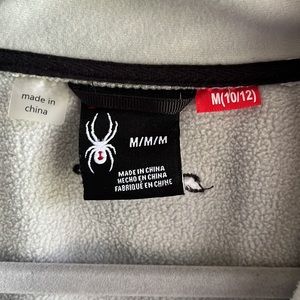 made in
china
M/M/M
MADE IN CHINA
HECHO EN CHINA
FABRIQUÉ EN CHINE
M(10/12)